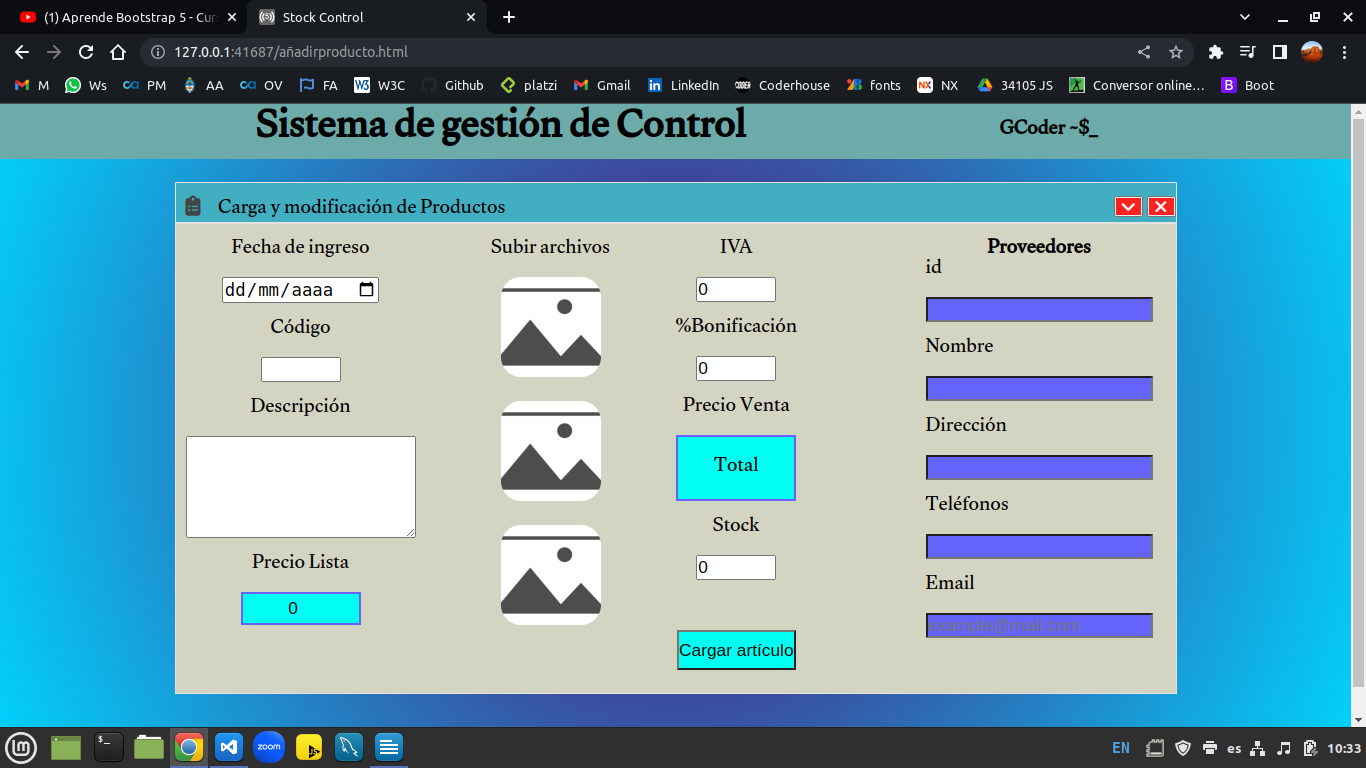 (1) Aprende Bootstrap 5 - Curs
Stock Control
127.0.0.1:41687/añadirproducto.html
M Ws PM AA OV FA W3C Github platzi Gmail LinkedIn Coderhouse fonts NX 34105 JS Conversor online... Boot
Sistema de gestión de Control
GCoder ~$_
Carga y modificación de Productos
Fecha de ingreso
dd/mm/aaaa
Código
Descripción
Precio Lista
0
Subir archivos
IVA
0
%Bonificación
0
Precio Venta
Total
Stock
0
Cargar artículo
Proveedores
id
Nombre
Dirección
Teléfonos
Email
example@mail.com
zoom
EN
es
10:33